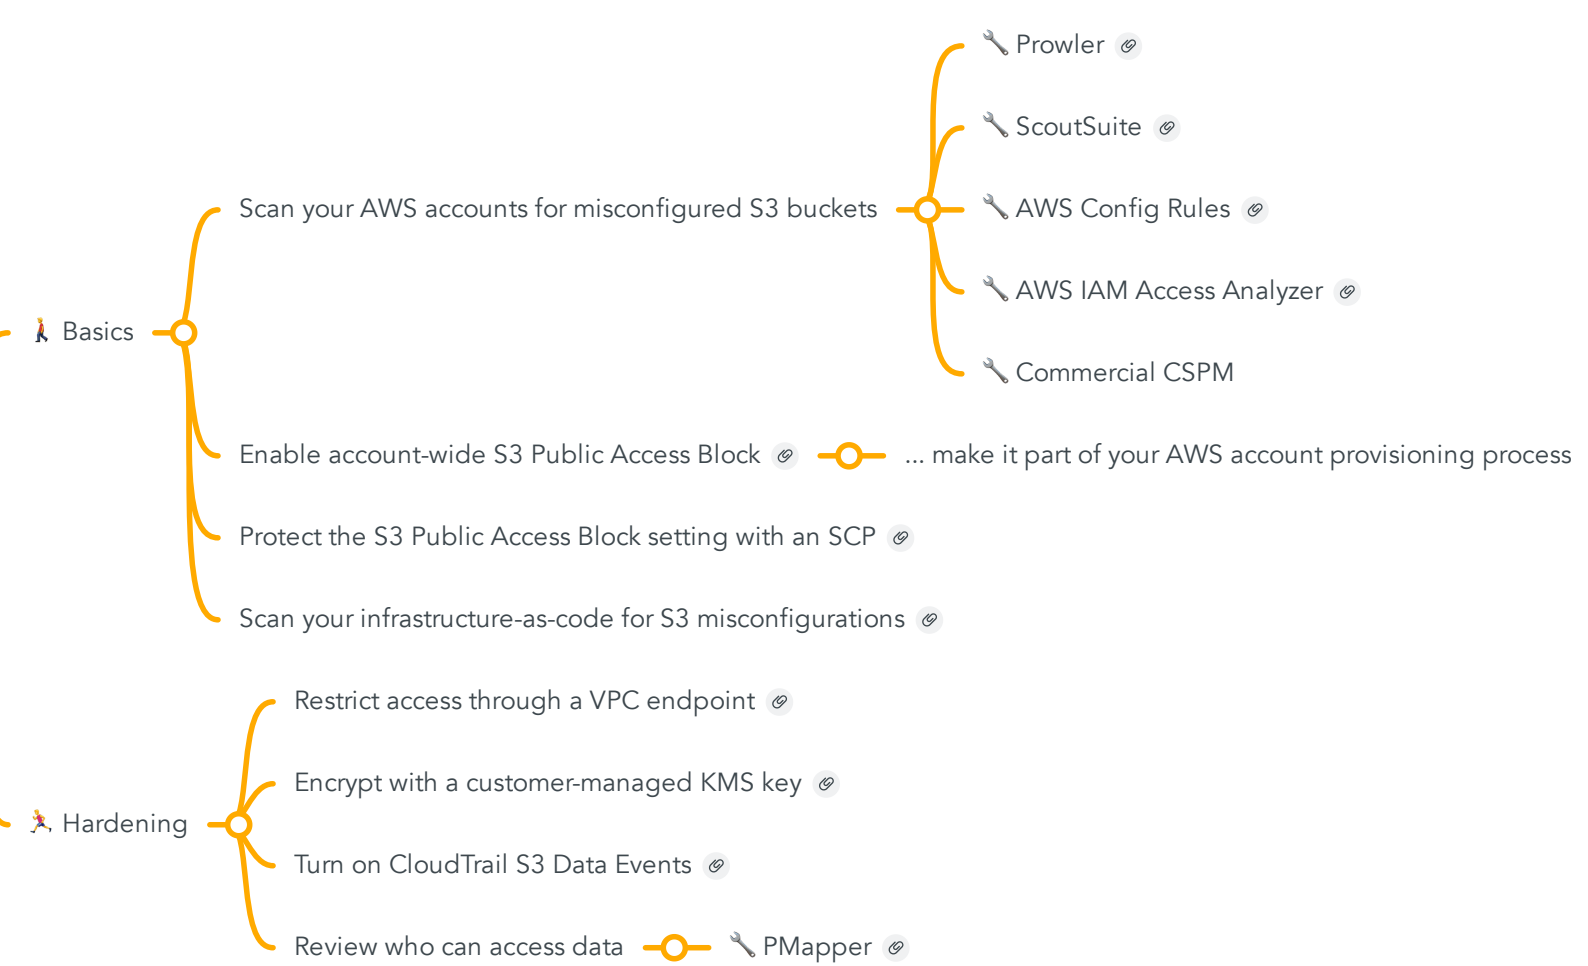 Prowler
ScoutSuite
Scan your AWS accounts for misconfigured S3 buckets
AWS Config Rules
AWS IAM Access Analyzer
Basics
Commercial CSPM
Enable account-wide S3 Public Access Block
... make it part of your AWS account provisioning process
Protect the S3 Public Access Block setting with an SCP
Scan your infrastructure-as-code for S3 misconfigurations
Restrict access through a VPC endpoint
Encrypt with a customer-managed KMS key
Hardening
Turn on CloudTrail S3 Data Events
Review who can access data
PMapper